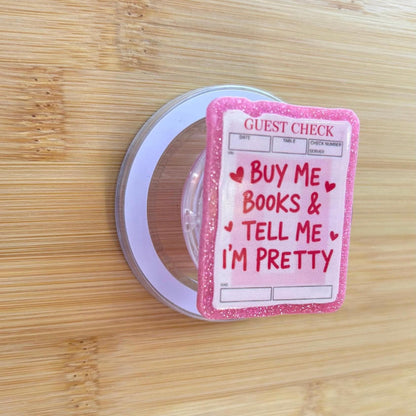 GUEST CHECK
DATE TABLE CHECK NUMBER
SERVER
BUY ME
BOOKS &
TELL ME
I'M PRETTY